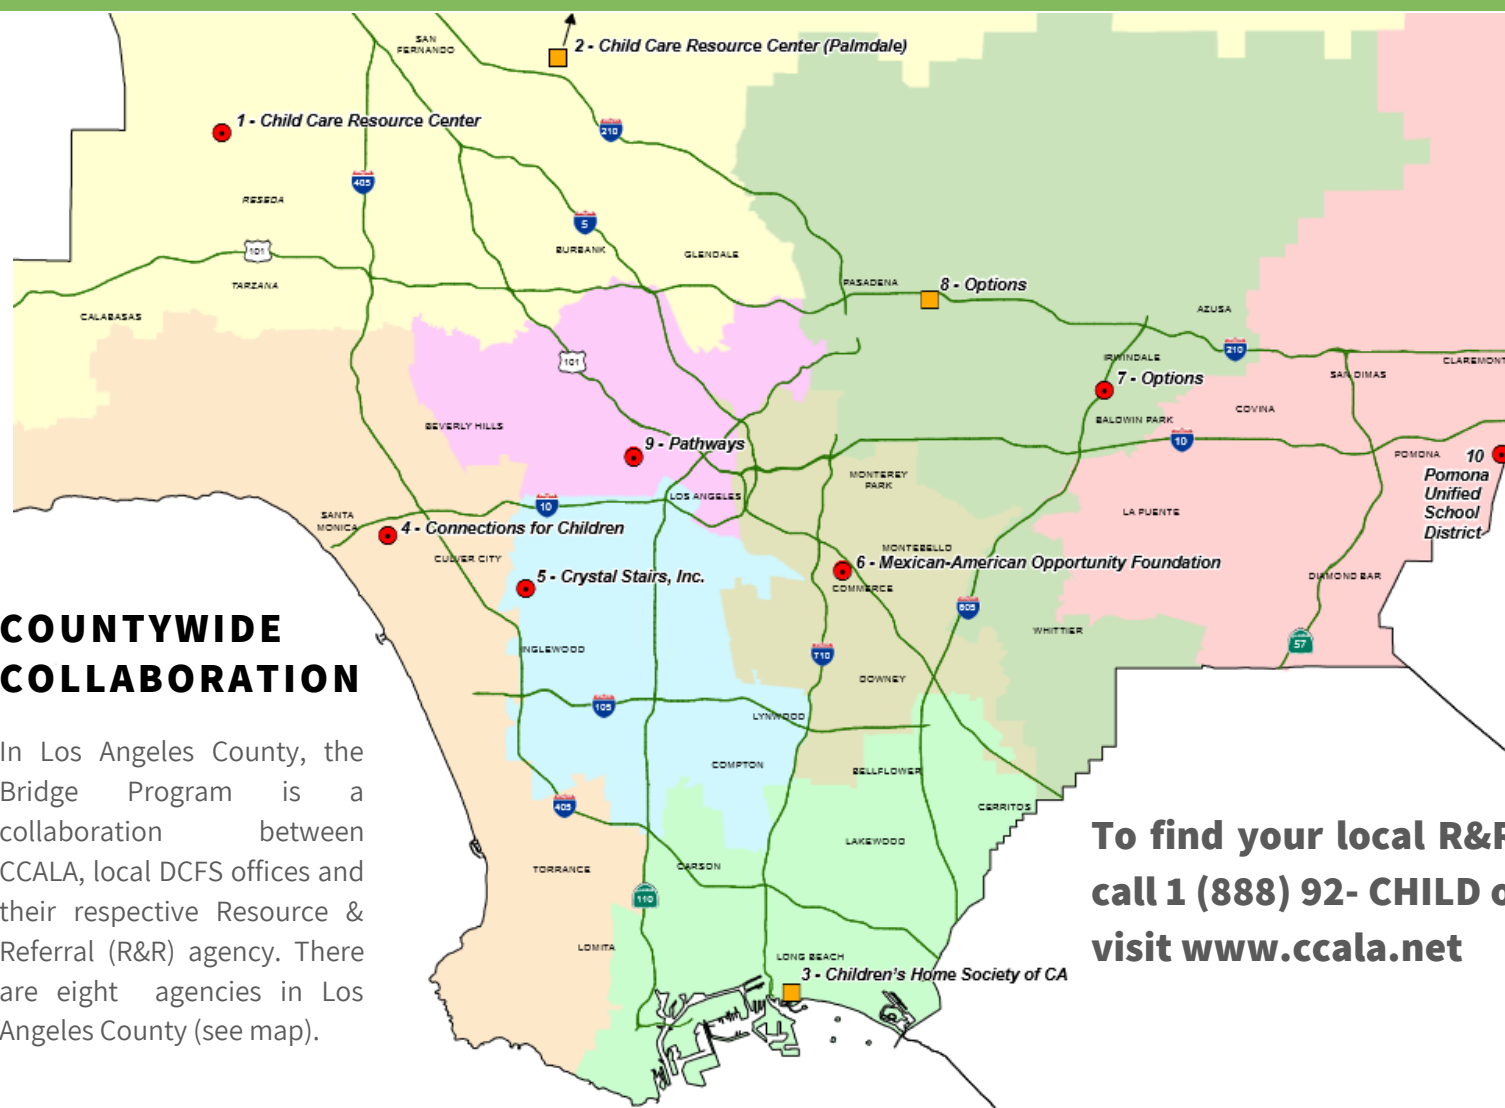 SAN
FERNANDO
2 - Child Care Resource Center (Palmdale)
1 - Child Care Resource Center
210
405
RESEDA
5
101
BURBANK
GLENDALE
TARZANA
PASADENA
8 - Options
CALABASAS
AZUSA
101
IRWINDALE
210
CLAREMONT
SAN DIMAS
7 - Options
COVINA
BEVERLY HILLS
BALDWIN PARK
9 - Pathways
10
POMONA
10
Pomona
Unified
School
District
MONTEREY
PARK
LOS ANGELES
10
LA PUENTE
SANTA
MONICA
4 - Connections for Children
CULVER CITY
MONTEBELLO
6 - Mexican-American Opportunity Foundation
5 - Crystal Stairs, Inc.
COMMERCE
DIAMOND BAR
605
WHITTIER
57
INGLEWOOD
710
DOWNEY
105
LYNWOOD
COMPTON
BELLFLOWER
405
CERRITOS
LAKEWOOD
TORRANCE
CARSON
110
LOMITA
LONG BEACH
3 - Children's Home Society of CA
COUNTYWIDE
COLLABORATION
In Los Angeles County, the
Bridge Program is a
collaboration between
CCALA, local DCFS offices and
their respective Resource &
Referral (R&R) agency. There
are eight agencies in Los
Angeles County (see map).
To find your local R&R
call 1 (888) 92- CHILD o
visit www.ccala.net